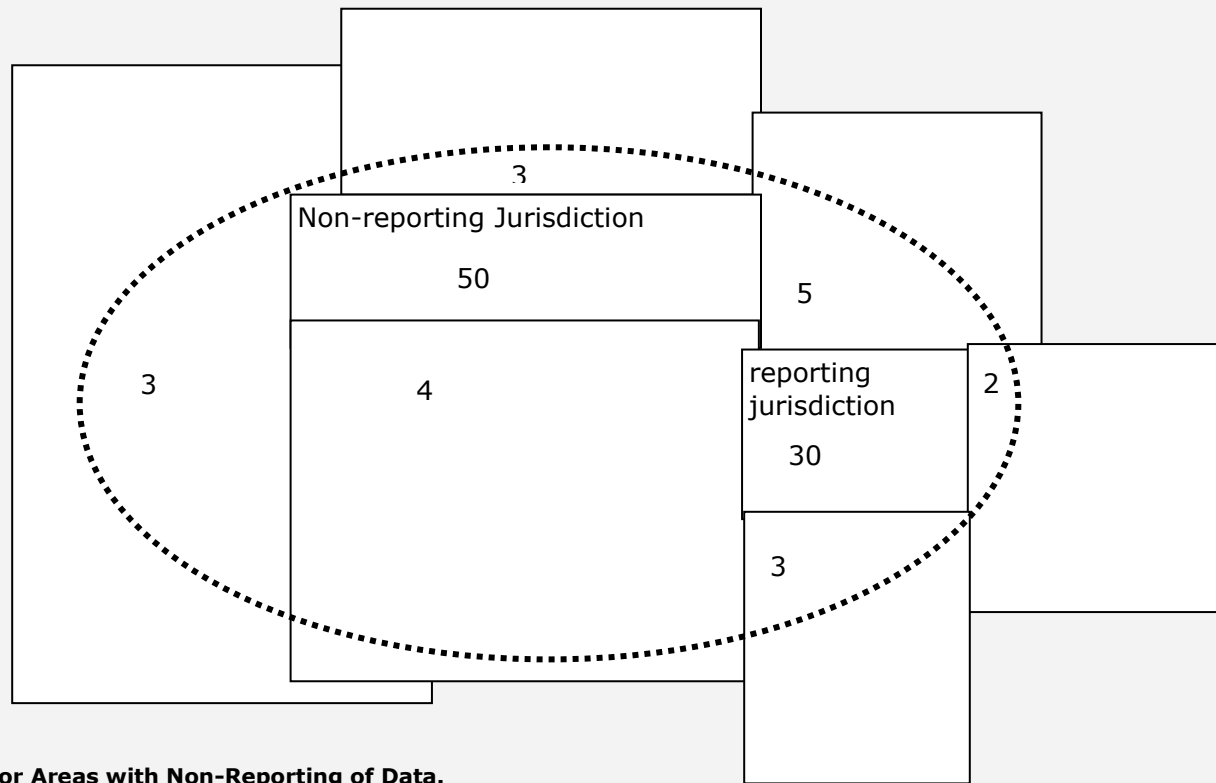 3
Non-reporting Jurisdiction
50
5
3
4
reporting
jurisdiction
2
30
3
or Areas with Non-Reporting of Data.